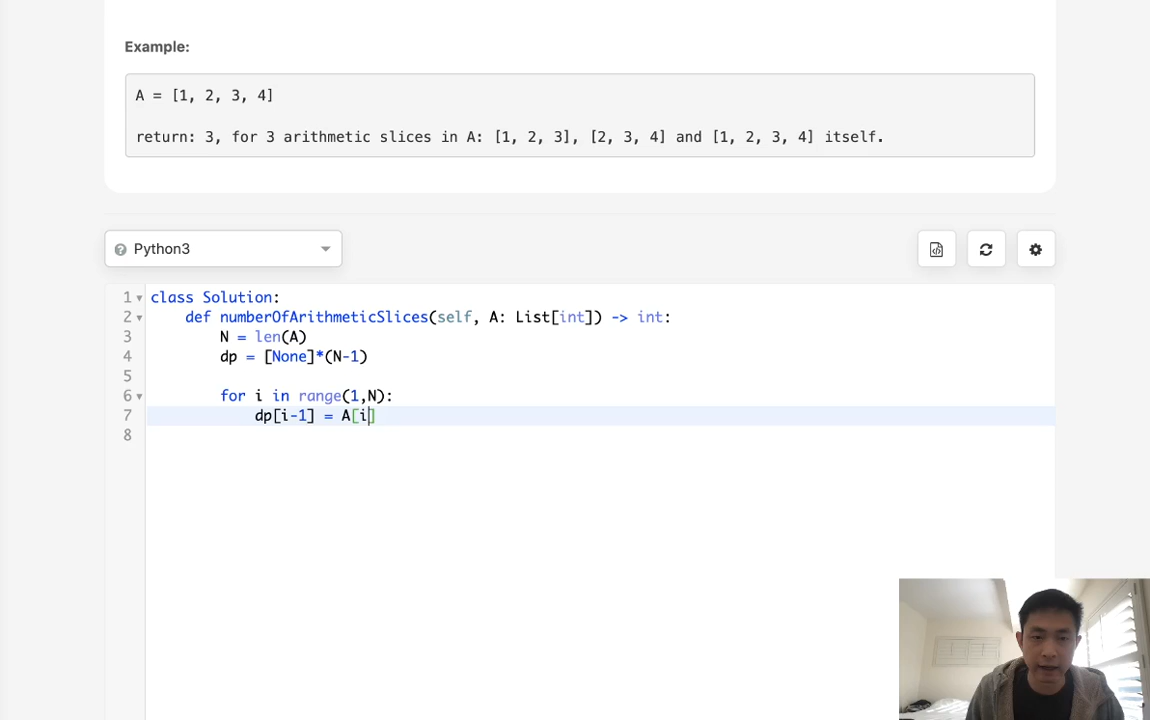 Example:
A = [1, 2, 3, 4]
return: 3, for 3 arithmetic slices in A: [1, 2, 3], [2, 3, 4] and [1, 2, 3, 4] itself.
Python3
1 class Solution:
2     def numberOfArithmeticSlices(self, A: List[int]) -> int:
3         N = len(A)
4         dp = [None]*(N-1)
5
6         for i in range(1,N):
7             dp[i-1] = A[i]
8